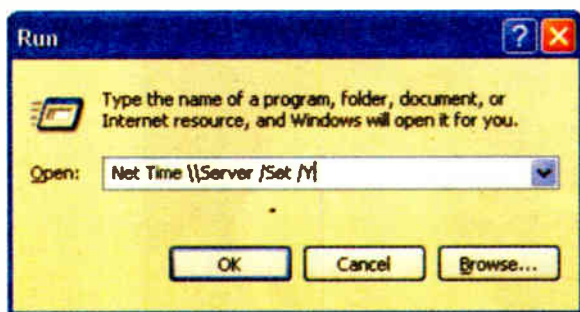 Run
Type the name of a program, folder, document, or
Internet resource, and Windows will open it for you.
Open: Net Time \\Server /Set /Y
OK Cancel Browse...